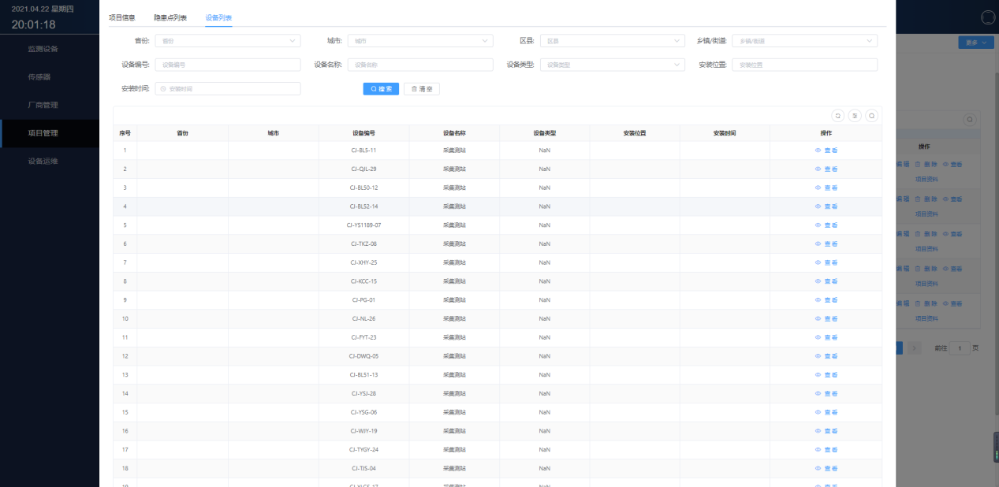 2021.04.22 星期四
20:01:18
监测设备
传感器
厂商管理
项目管理
设备运维
项目信息 隐患点列表 设备列表
省份: 省份 城市: 城市 区县: 区县 乡镇/街道: 乡镇/街道
设备编号: 设备编号 设备名称: 设备名称 设备类型: 设备类型 安装位置: 安装位置
安装时间: 安装时间 搜索 清空
序号 省份 城市 设备编号 设备名称 设备类型 安装位置 安装时间 操作
1 CJ-BL5-11 采集测站 NaN 查看
2 CJ-QJL-29 采集测站 NaN 查看
3 CJ-BL50-12 采集测站 NaN 查看
4 CJ-BL52-14 采集测站 NaN 查看
5 CJ-YS1189-07 采集测站 NaN 查看
6 CJ-TKZ-08 采集测站 NaN 查看
7 CJ-XHY-25 采集测站 NaN 查看
8 CJ-KCC-15 采集测站 NaN 查看
9 CJ-PG-01 采集测站 NaN 查看
10 CJ-NL-26 采集测站 NaN 查看
11 CJ-FYT-23 采集测站 NaN 查看
12 CJ-DWQ-05 采集测站 NaN 查看
13 CJ-BL51-13 采集测站 NaN 查看
14 CJ-YSJ-28 采集测站 NaN 查看
15 CJ-YSG-06 采集测站 NaN 查看
16 CJ-WJY-19 采集测站 NaN 查看
17 CJ-TYGY-24 采集测站 NaN 查看
18 CJ-TJS-04 采集测站 NaN 查看
更多
操作
编辑 删除 查看
项目资料
编辑 删除 查看
项目资料
编辑 删除 查看
项目资料
编辑 删除 查看
项目资料
编辑 删除 查看
项目资料
前往 1 页